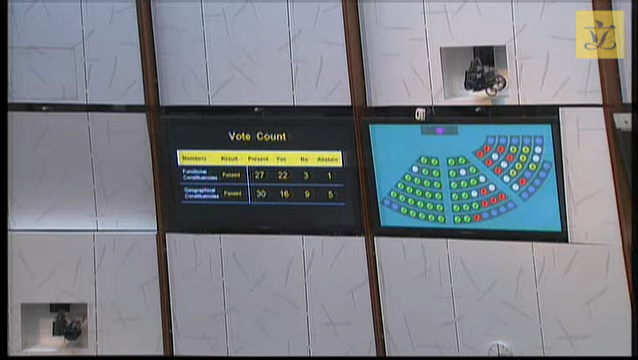 Vote Count
Members Result Present Yes No Abstain
Functional Constituencies Passed 27 22 3 1
Geographical Constituencies Passed 30 16 9 5